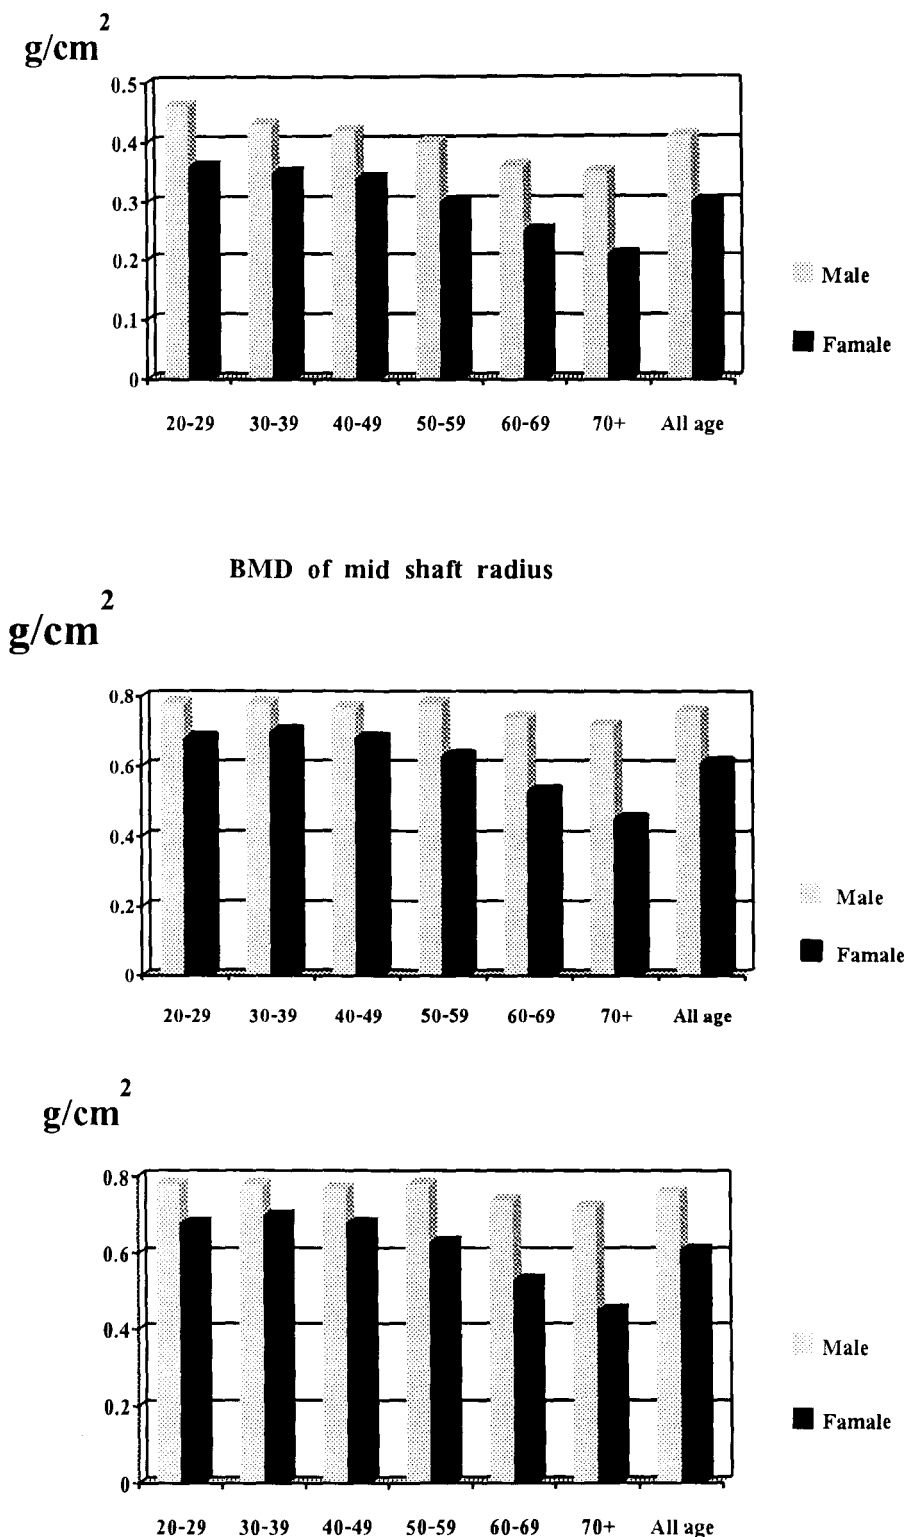 g/cm2
0.5
0.4
0.3
0.2
0.1
0
Male
Famale
20-29 30-39 40-49 50-59 60-69 70+ All age
BMD of mid shaft radius
g/cm2
0.8
0.6
0.4
0.2
0
Male
Famale
20-29 30-39 40-49 50-59 60-69 70+ All age
g/cm2
0.8
0.6
0.4
0.2
0
Male
Famale
20-29 30-39 40-49 50-59 60-69 70+ All age